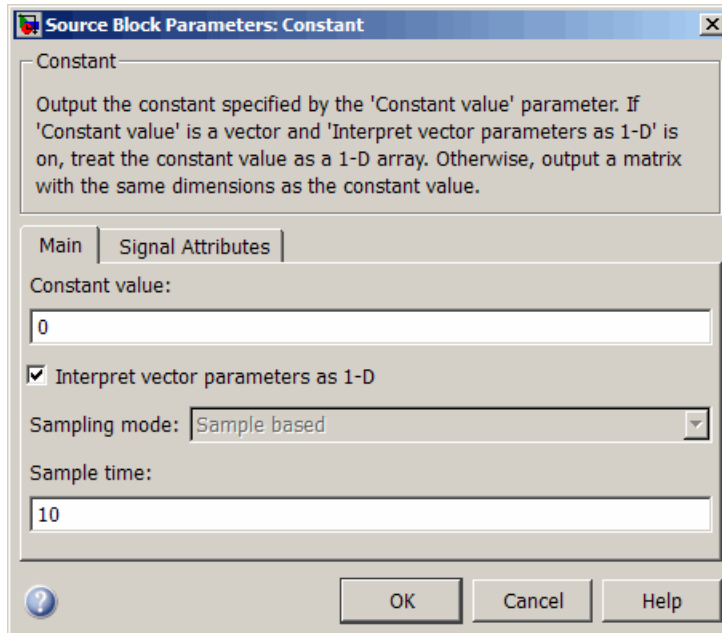 Source Block Parameters: Constant
Constant
Output the constant specified by the 'Constant value' parameter. If
'Constant value' is a vector and 'Interpret vector parameters as 1-D' is
on, treat the constant value as a 1-D array. Otherwise, output a matrix
with the same dimensions as the constant value.
Main Signal Attributes
Constant value:
0
Interpret vector parameters as 1-D
Sampling mode: Sample based
Sample time:
10
? OK Cancel Help